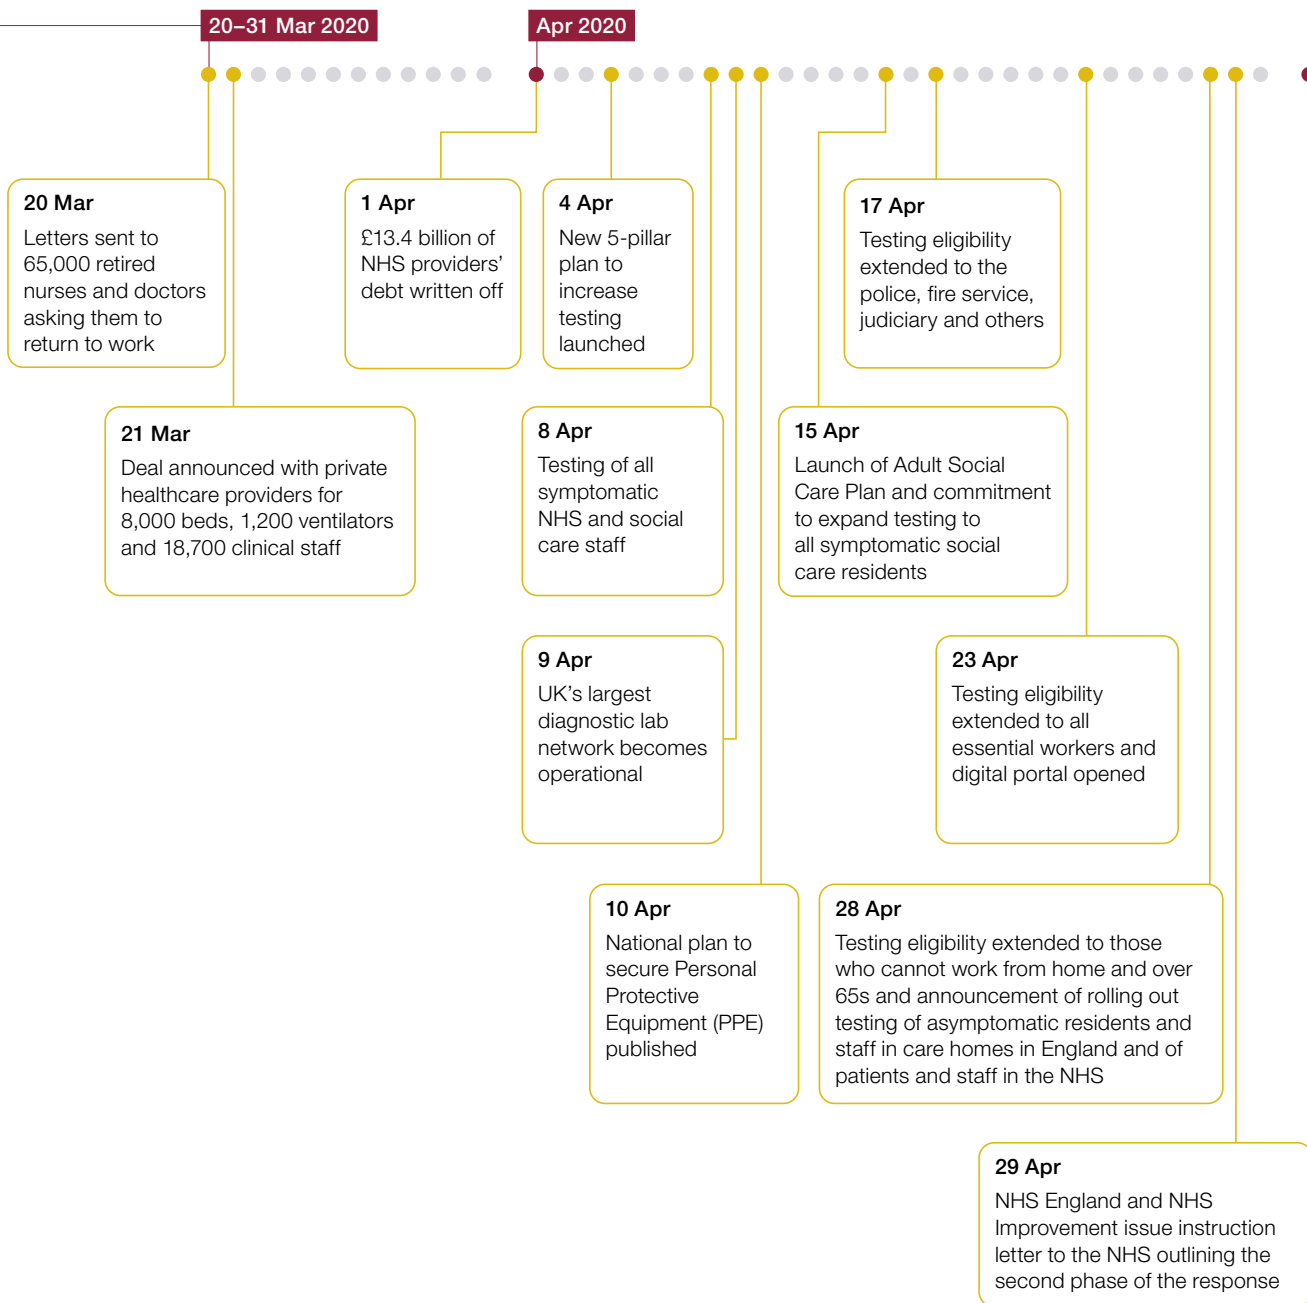 20–31 Mar 2020
Apr 2020
20 Mar
Letters sent to
65,000 retired
nurses and doctors
asking them to
return to work
1 Apr
£13.4 billion of
NHS providers’
debt written off
4 Apr
New 5-pillar
plan to
increase
testing
launched
17 Apr
Testing eligibility
extended to the
police, fire service,
judiciary and others
21 Mar
Deal announced with private
healthcare providers for
8,000 beds, 1,200 ventilators
and 18,700 clinical staff
8 Apr
Testing of all
symptomatic
NHS and social
care staff
15 Apr
Launch of Adult Social
Care Plan and commitment
to expand testing to
all symptomatic social
care residents
9 Apr
UK’s largest
diagnostic lab
network becomes
operational
23 Apr
Testing eligibility
extended to all
essential workers and
digital portal opened
10 Apr
National plan to
secure Personal
Protective
Equipment (PPE)
published
28 Apr
Testing eligibility extended to those
who cannot work from home and over
65s and announcement of rolling out
testing of asymptomatic residents and
staff in care homes in England and of
patients and staff in the NHS
29 Apr
NHS England and NHS
Improvement issue instruction
letter to the NHS outlining the
second phase of the response